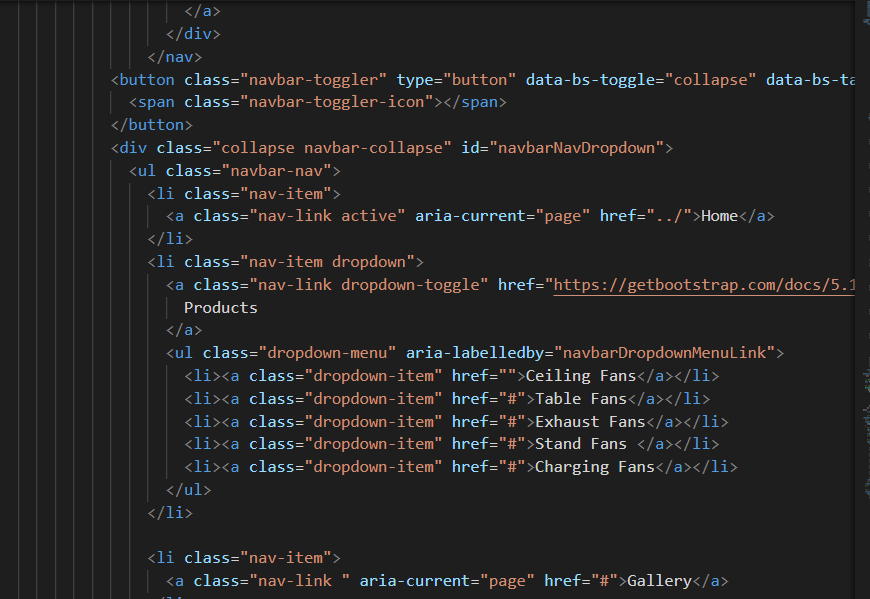 </a>
</div>
</nav>
<button class="navbar-toggler" type="button" data-bs-toggle="collapse" data-bs-ta
<span class="navbar-toggler-icon"></span>
</button>
<div class="collapse navbar-collapse" id="navbarNavDropdown">
<ul class="navbar-nav">
<li class="nav-item">
<a class="nav-link active" aria-current="page" href="../">Home</a>
</li>
<li class="nav-item dropdown">
<a class="nav-link dropdown-toggle" href="https://getbootstrap.com/docs/5.1
Products
</a>
<ul class="dropdown-menu" aria-labelledby="navbarDropdownMenuLink">
<li><a class="dropdown-item" href="">Ceiling Fans</a></li>
<li><a class="dropdown-item" href="#">Table Fans</a></li>
<li><a class="dropdown-item" href="#">Exhaust Fans</a></li>
<li><a class="dropdown-item" href="#">Stand Fans </a></li>
<li><a class="dropdown-item" href="#">Charging Fans</a></li>
</ul>
</li>
<li class="nav-item">
<a class="nav-link " aria-current="page" href="#">Gallery</a>